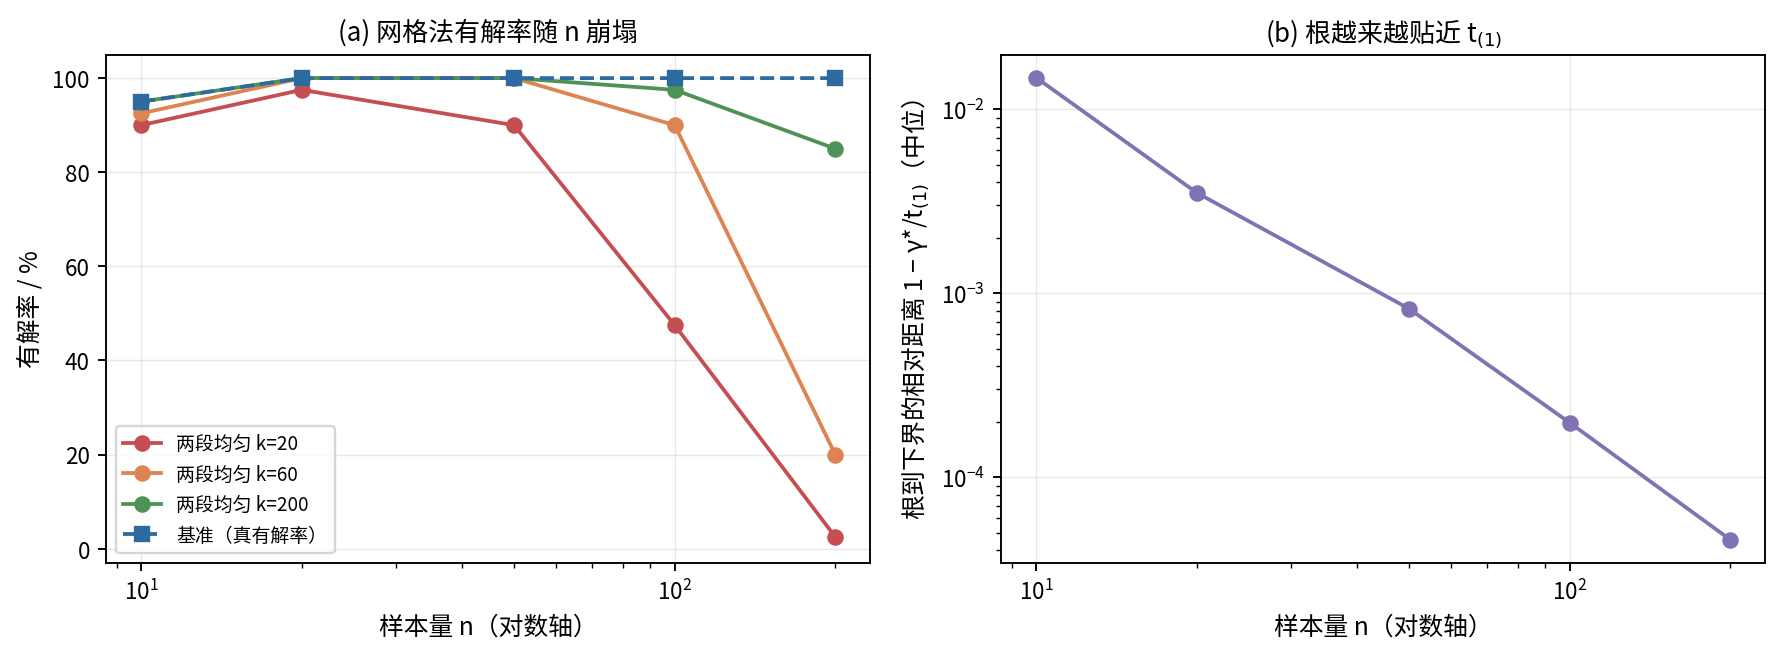 (a) 网格法有解率随 n 崩塌
有解率 / %
100
80
60
40
20
0
两段均匀 k=20
两段均匀 k=60
两段均匀 k=200
基准（真有解率）
10¹
10²
样本量 n（对数轴）
(b) 根越来越贴近 t₍₁₎
根到下界的相对距离 1 − γ*/t₍₁₎（中位）
10⁻²
10⁻³
10⁻⁴
10¹
10²
样本量 n（对数轴）